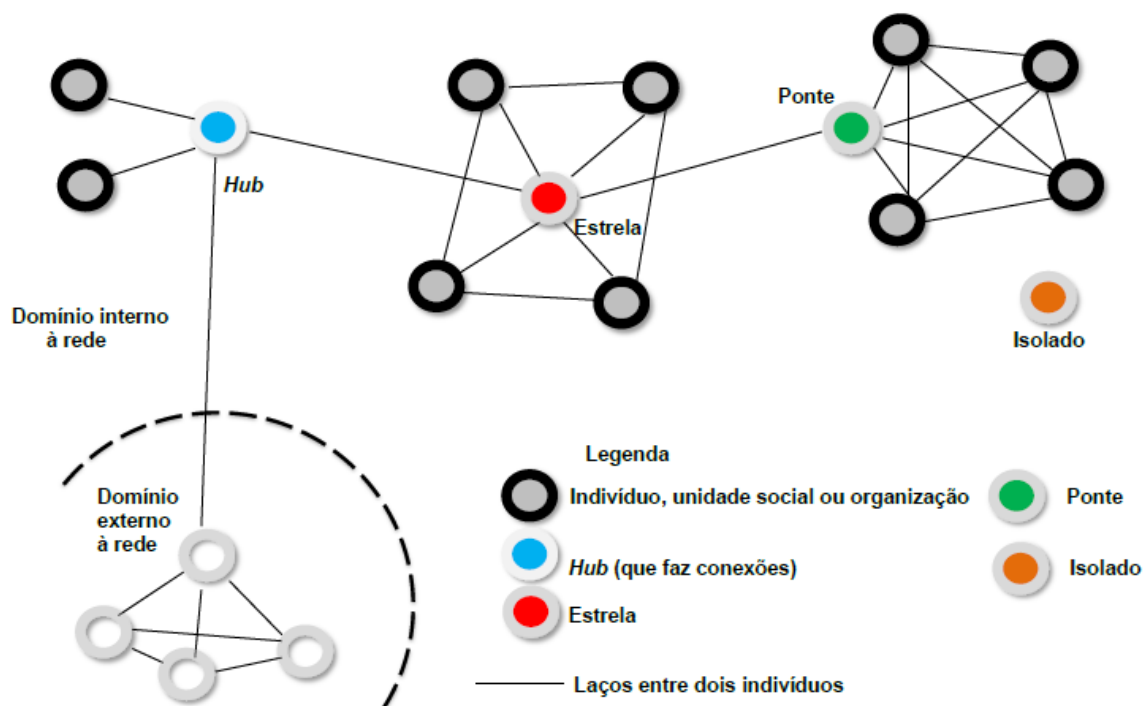 Ponte
Hub
Estrela
Domínio interno
à rede
Isolado
Domínio
externo
à rede
Legenda
Indivíduo, unidade social ou organização
Ponte
Hub (que faz conexões)
Isolado
Estrela
Laços entre dois indivíduos